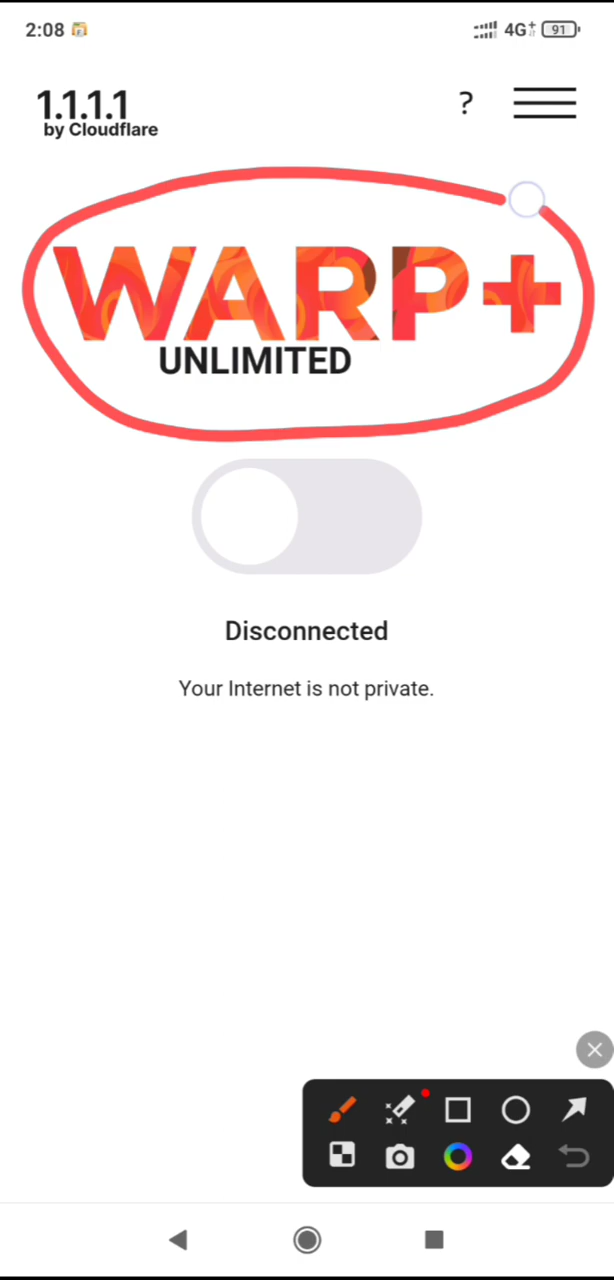 2:08 4G+ 91
1.1.1.1 ?
by Cloudflare
WARP+
UNLIMITED
Disconnected
Your Internet is not private.